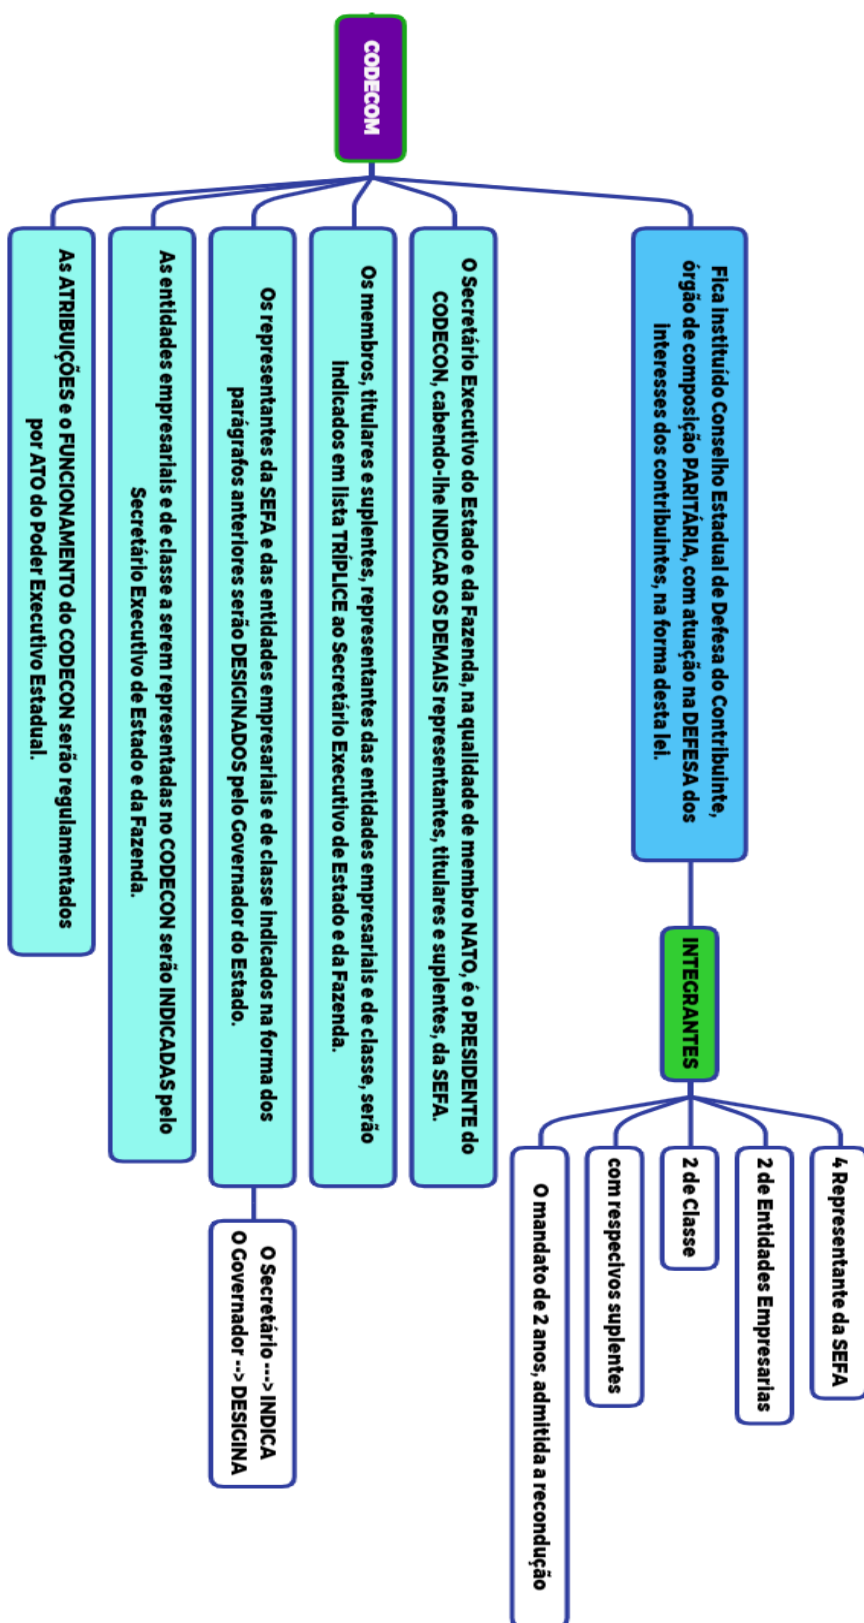 CODECOM
Fica instituído Conselho Estadual de Defesa do Contribuinte,
órgão de composição PARITÁRIA, com atuação na DEFESA dos
interesses dos contribuintes, na forma desta lei.
INTEGRANTES
4 Representante da SEFA
2 de Entidades Empresarias
2 de Classe
com respecivos suplentes
O mandato de 2 anos, admitida a recondução
O Secretário Executivo do Estado e da Fazenda, na qualidade de membro NATO, é o PRESIDENTE do
CODECON, cabendo-lhe INDICAR OS DEMAIS representantes, titulares e suplentes, da SEFA.
Os membros, titulares e suplentes, representantes das entidades empresariais e de classe, serão
indicados em lista TRÍPLICE ao Secretário Executivo de Estado e da Fazenda.
Os representantes da SEFA e das entidades empresariais e de classe indicados na forma dos
parágrafos anteriores serão DESIGINADOS pelo Governador do Estado.
O Secretário ---> INDICA
O Governador --> DESIGINA
As entidades empresariais e de classe a serem representadas no CODECON serão INDICADAS pelo
Secretário Executivo de Estado e da Fazenda.
As ATRIBUIÇÕES e o FUNCIONAMENTO do CODECON serão regulamentados
por ATO do Poder Executivo Estadual.